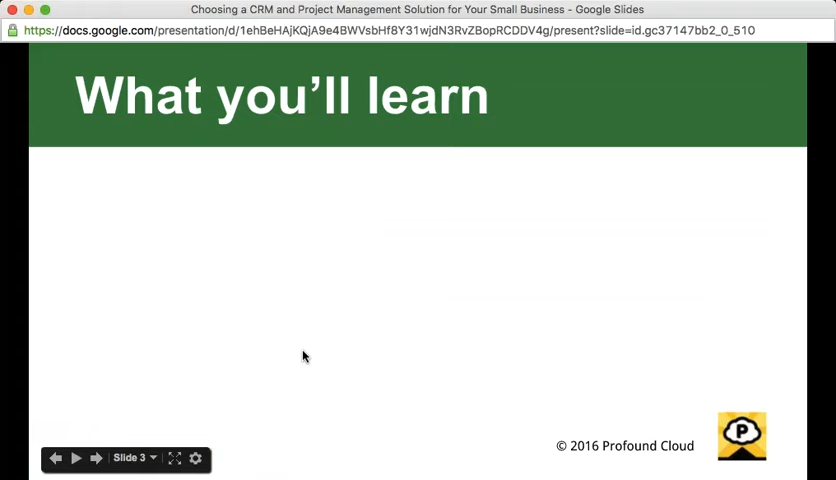 Choosing a CRM and Project Management Solution for Your Small Business - Google Slides
https://docs.google.com/presentation/d/1ehBeHAjKQjA9e4BWVsbHf8Y31wjdN3RvZBopRCDDV4g/present?slide=id.gc37147bb2_0_510
What you’ll learn
© 2016 Profound Cloud
P
Slide 3